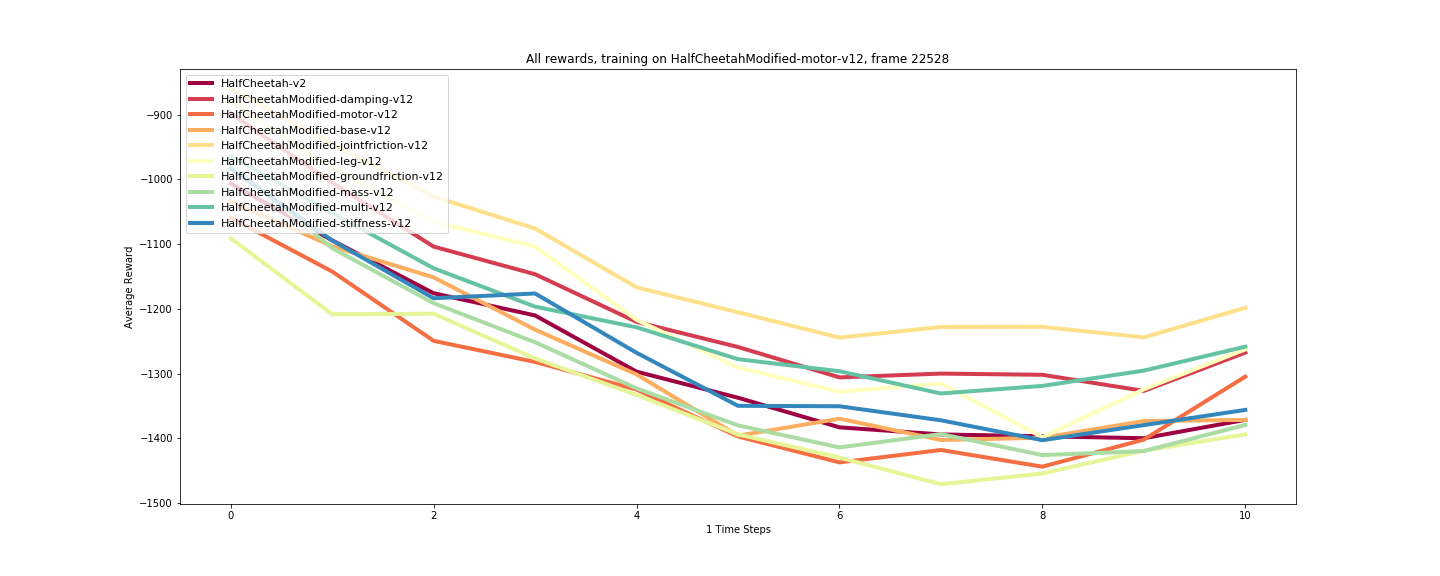 All rewards, training on HalfCheetahModified-motor-v12, frame 22528
HalfCheetah-v2
HalfCheetahModified-damping-v12
HalfCheetahModified-motor-v12
HalfCheetahModified-base-v12
HalfCheetahModified-jointfriction-v12
HalfCheetahModified-leg-v12
HalfCheetahModified-groundfriction-v12
HalfCheetahModified-mass-v12
HalfCheetahModified-multi-v12
HalfCheetahModified-stiffness-v12
Average Reward
−900
−1000
−1100
−1200
−1300
−1400
−1500
0 2 4 6 8 10
1 Time Steps